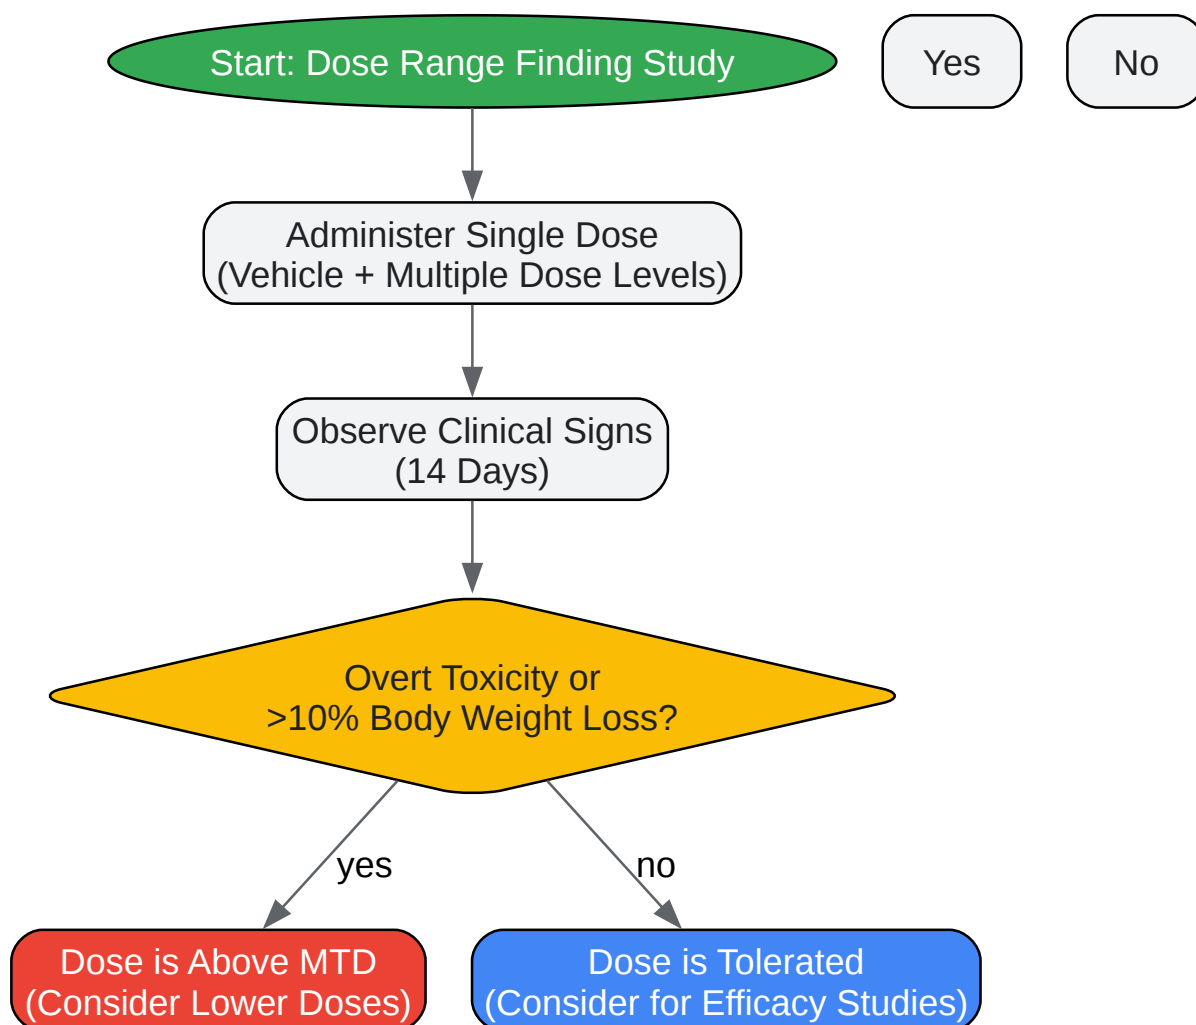 Start: Dose Range Finding Study
Yes
No
Administer Single Dose
(Vehicle + Multiple Dose Levels)
Observe Clinical Signs
(14 Days)
Overt Toxicity or
>10% Body Weight Loss?
yes
no
Dose is Above MTD
(Consider Lower Doses)
Dose is Tolerated
(Consider for Efficacy Studies)